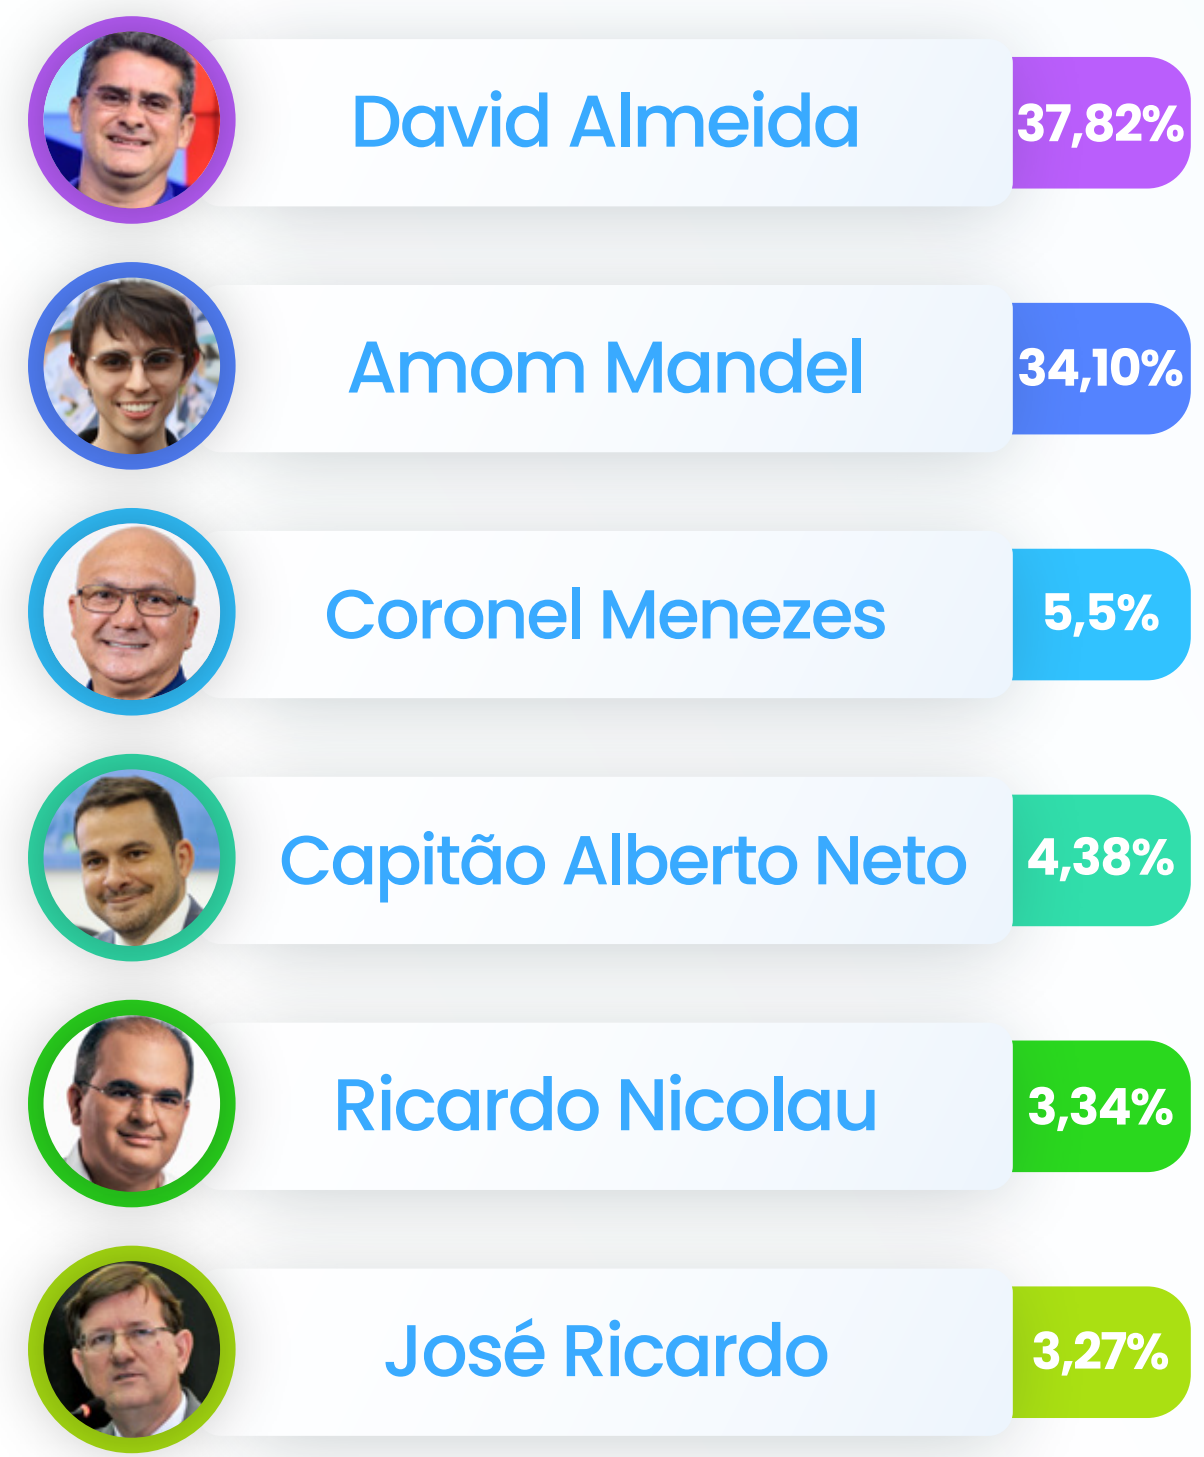 David Almeida 37,82%
Amom Mandel 34,10%
Coronel Menezes 5,5%
Capitão Alberto Neto 4,38%
Ricardo Nicolau 3,34%
José Ricardo 3,27%